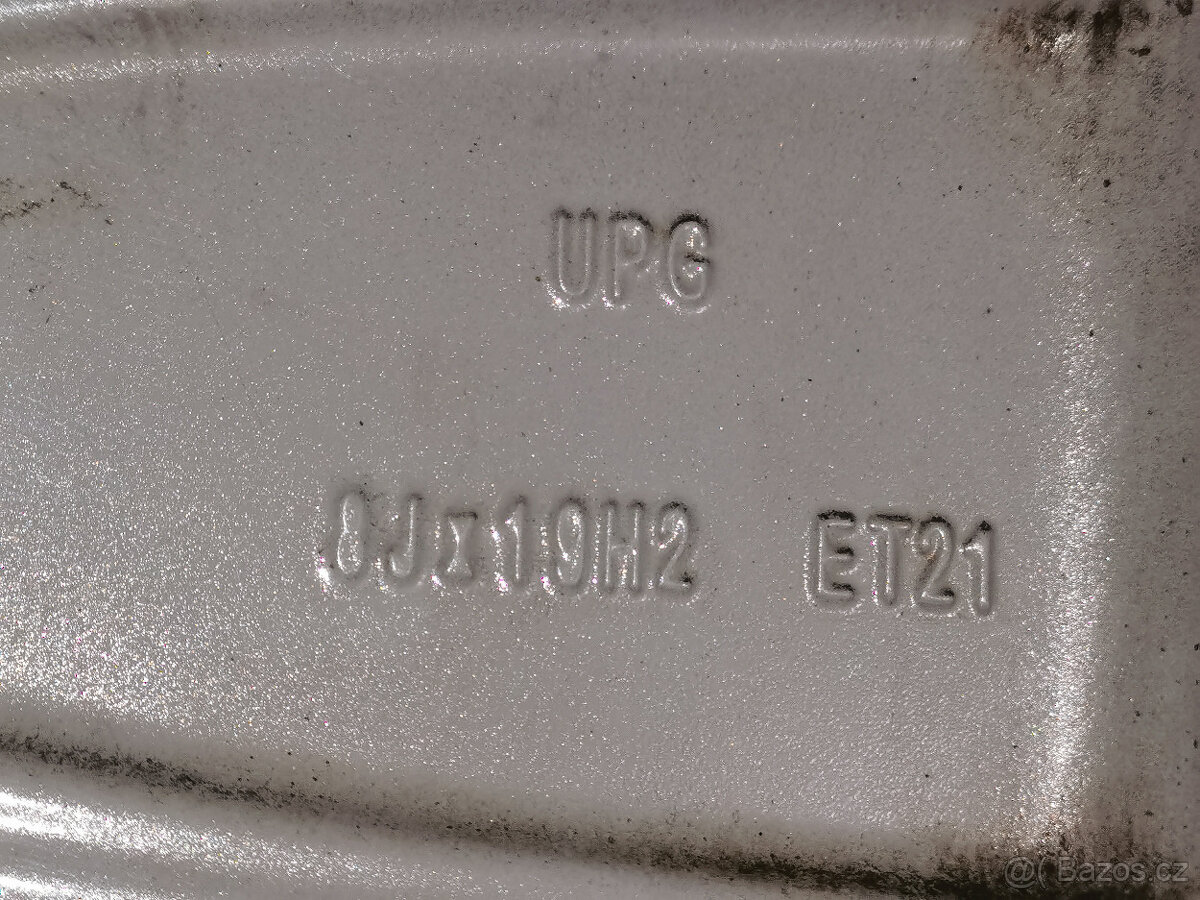 UPG
8Jx19H2 ET21
@( Bazos.cz